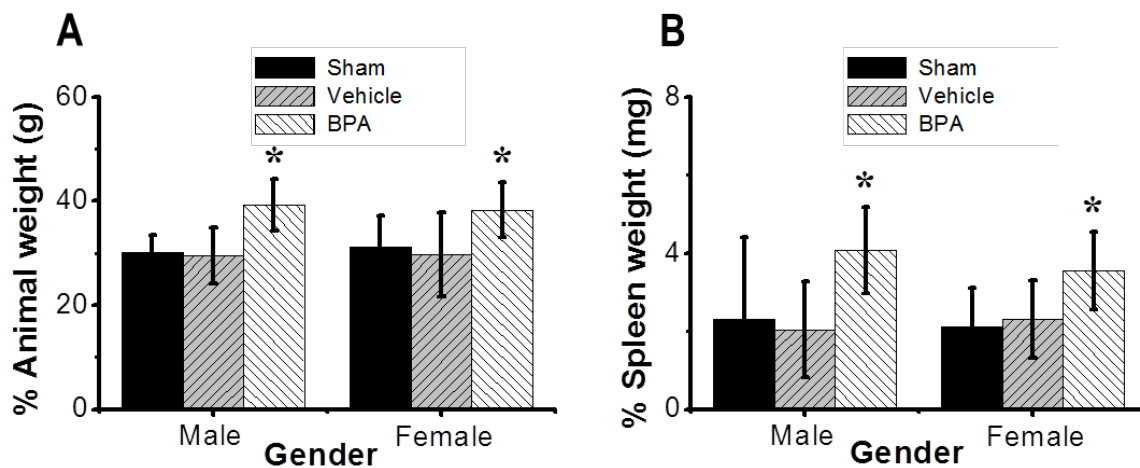 A
Sham
Vehicle
BPA
% Animal weight (g)
60
40
20
0
*
*
Male
Female
Gender
B
Sham
Vehicle
BPA
% Spleen weight (mg)
8
4
0
*
*
Male
Female
Gender